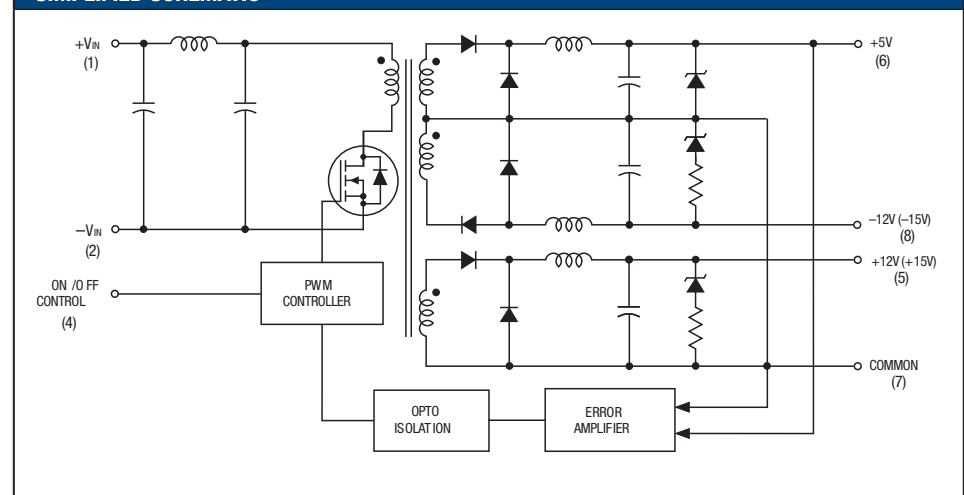 +VIN
(1)
+5V
(6)
−12V (−15V)
(8)
−VIN
(2)
+12V (+15V)
(5)
ON /O FF
CONTROL
(4)
PWM
CONTROLLER
COMMON
(7)
OPTO
ISOLATION
ERROR
AMPLIFIER